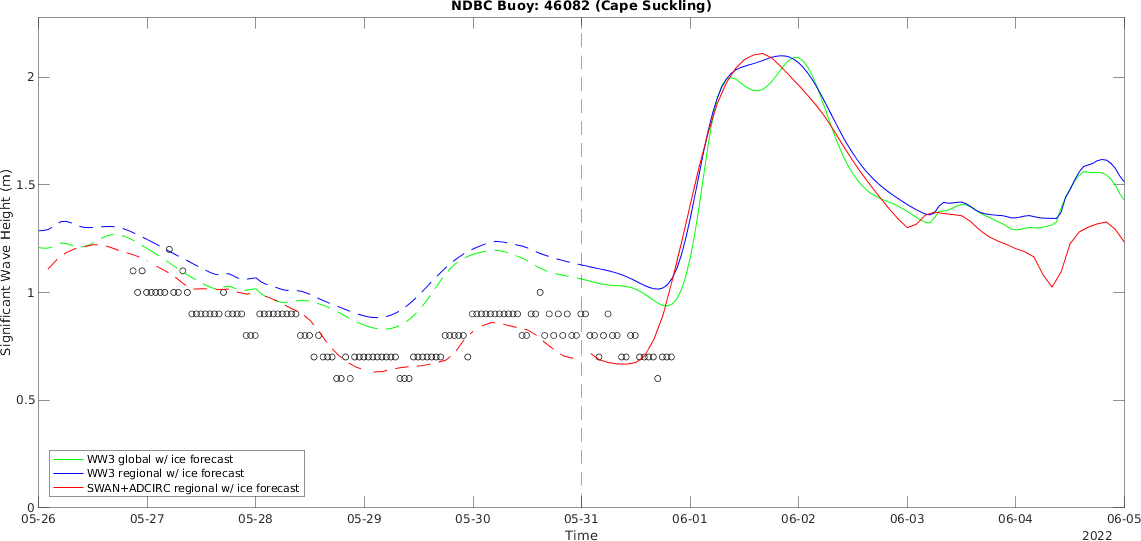 NDBC Buoy: 46082 (Cape Suckling)
Significant Wave Height (m)
2
1.5
1
0.5
0
WW3 global w/ ice forecast
WW3 regional w/ ice forecast
SWAN+ADCIRC regional w/ ice forecast
05-26 05-27 05-28 05-29 05-30 05-31 06-01 06-02 06-03 06-04 06-05
Time
2022